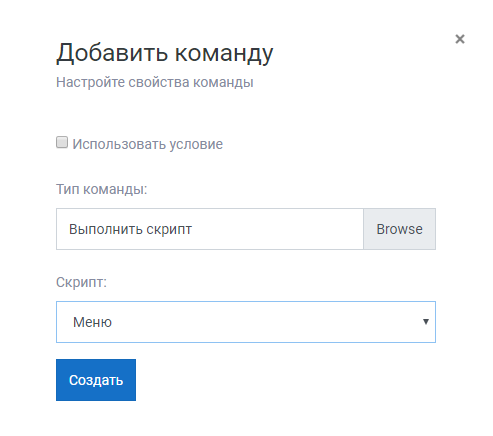 ×
Добавить команду
Настройте свойства команды
Использовать условие
Тип команды:
Выполнить скрипт Browse
Скрипт:
Меню
Создать